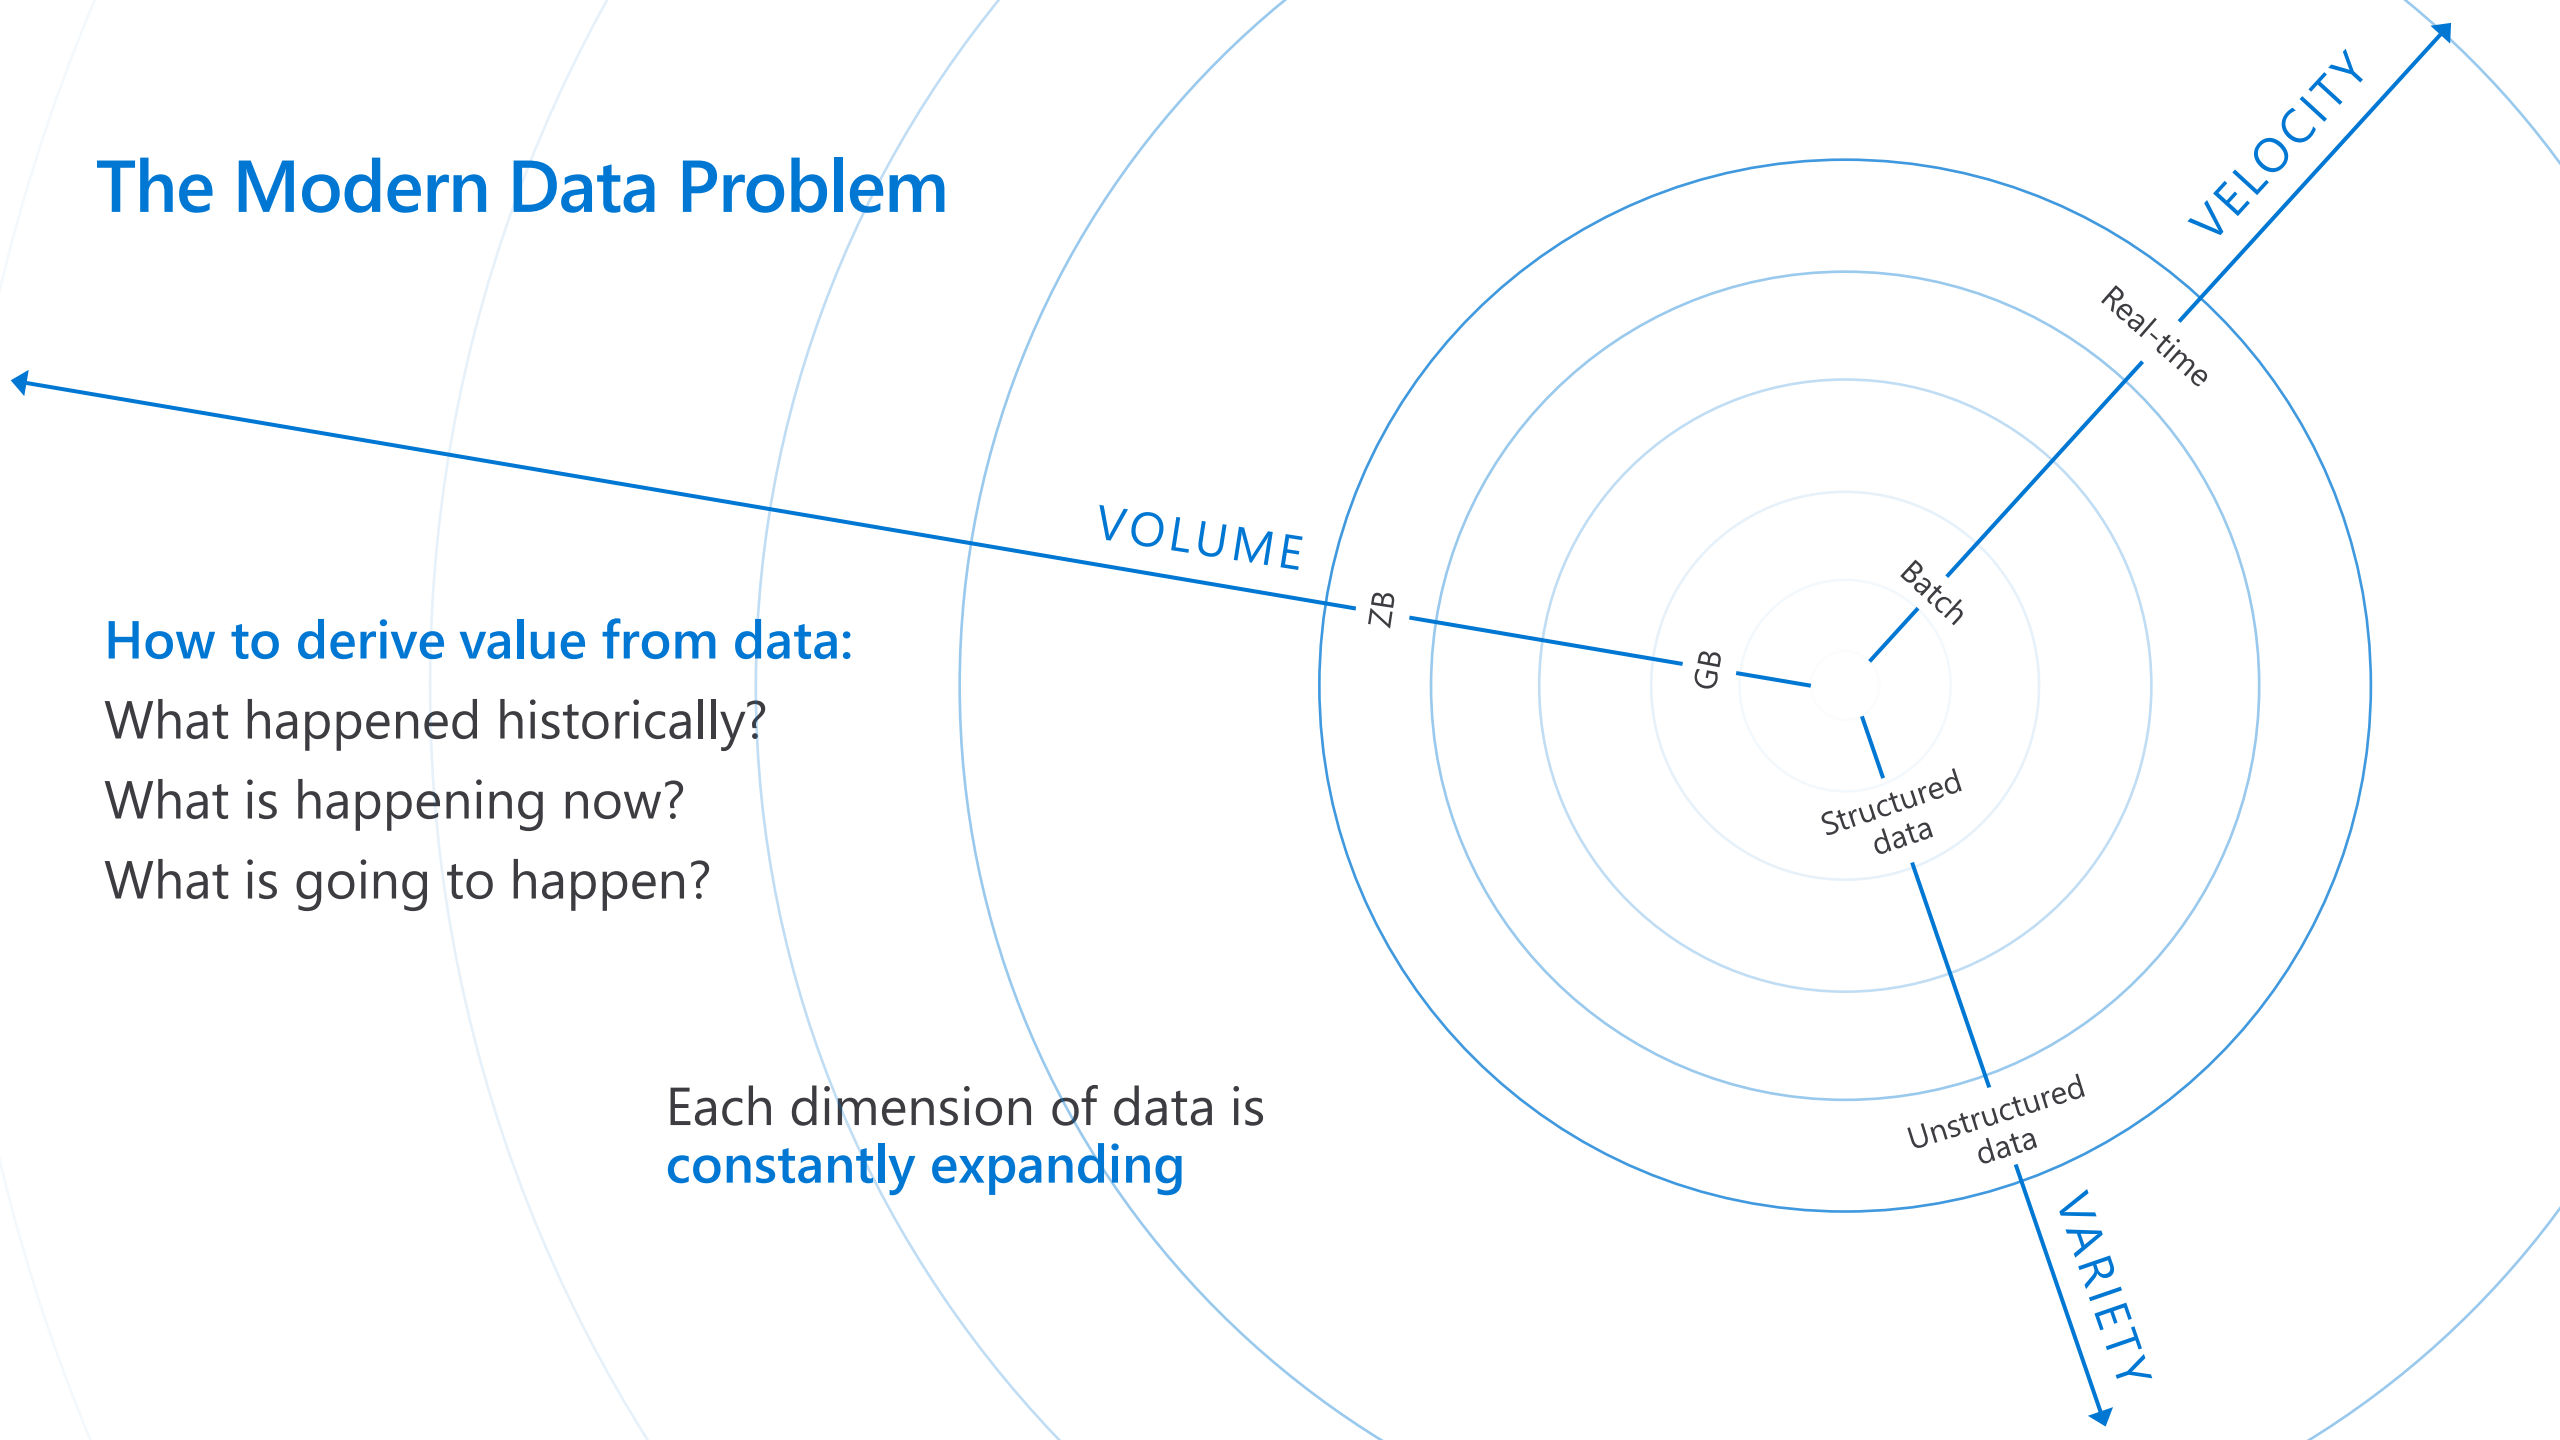 The Modern Data Problem
VELOCITY
Real-time
Batch
VOLUME
ZB
GB
How to derive value from data:
What happened historically?
What is happening now?
What is going to happen?
Structured
data
Unstructured
data
VARIETY
Each dimension of data is
constantly expanding